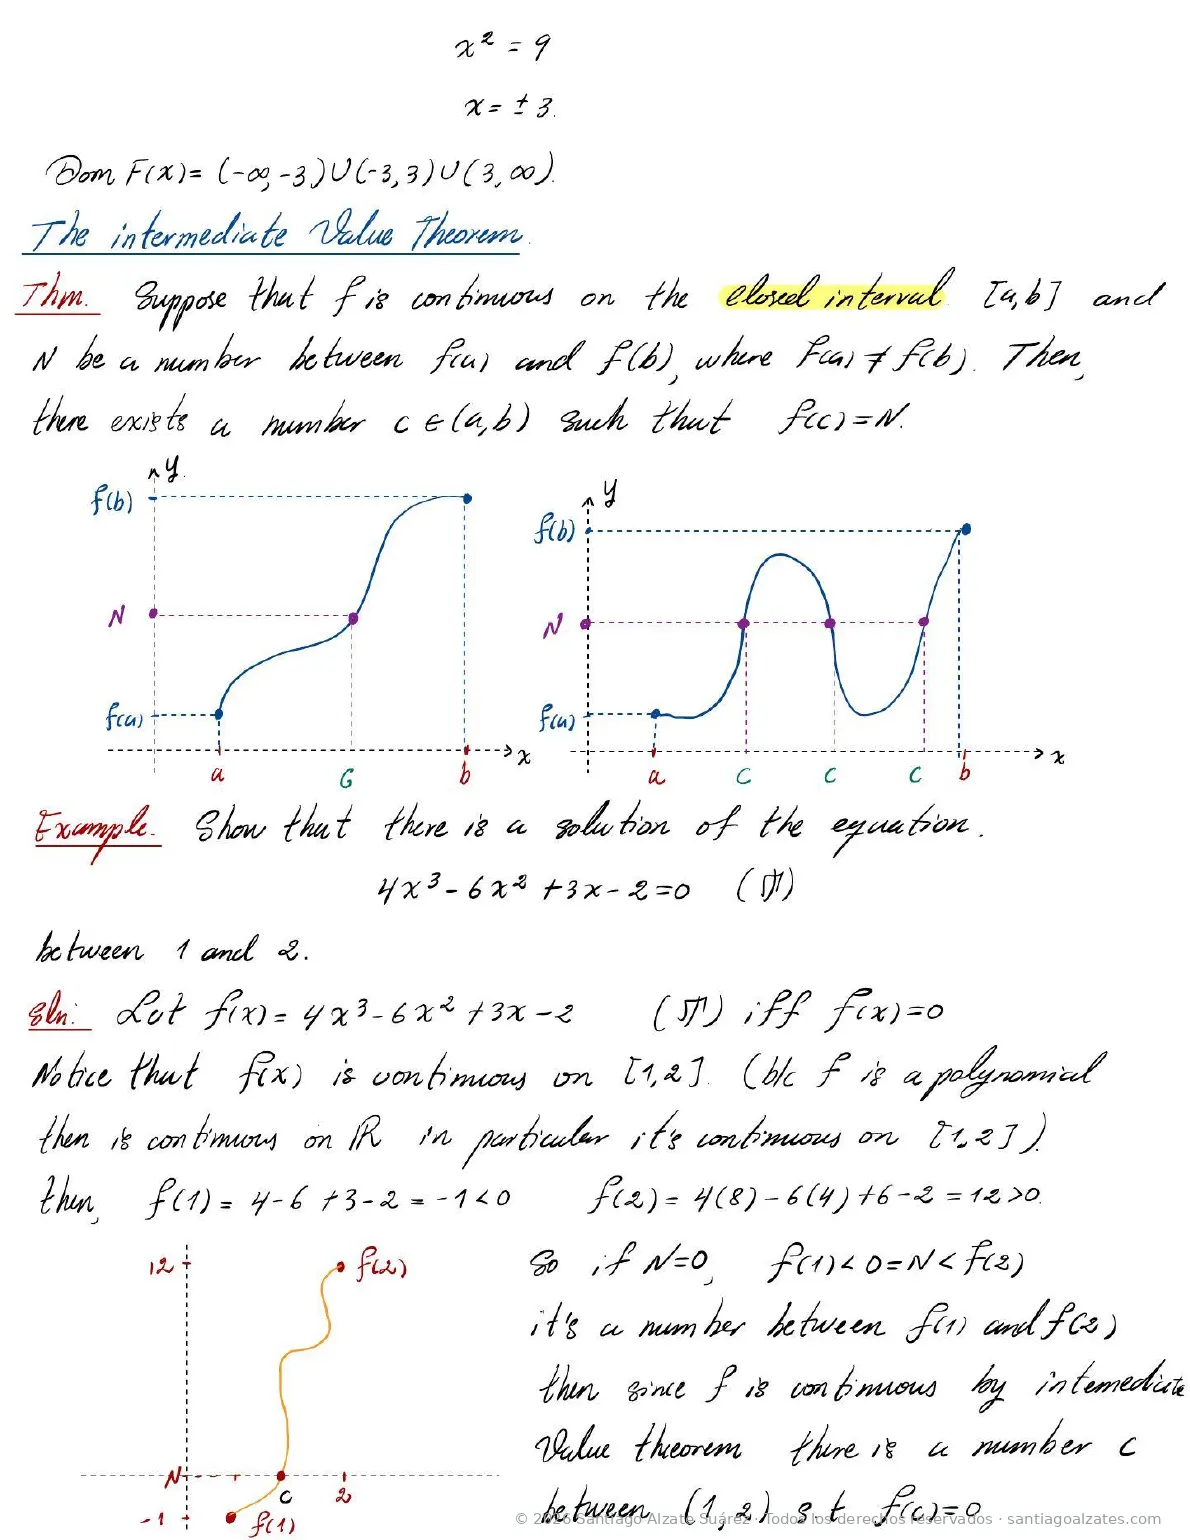 x² = 9
x = ± 3.
Dom F(x) = (-∞, -3) ∪ (-3, 3) ∪ (3, ∞).
The intermediate Value Theorem.
Thm. Suppose that f is continuous on the closed interval [a,b] and
N be a number between f(a) and f(b), where f(a) ≠ f(b). Then,
there exists a number c ∈ (a,b) such that f(c) = N.
y
f(b)
N
f(a)
a
b
x
y
f(b)
N
f(a)
a c c c b
x
Example. Show that there is a solution of the equation.
4x³ - 6x² + 3x - 2 = 0
between 1 and 2.
Sln: Let f(x) = 4x³ - 6x² + 3x - 2 iff f(x) = 0
Notice that f(x) is continuous on [1,2]. (b/c f is a polynomial
then is continuous on ℝ in particular it's continuous on [1,2]).
then, f(1) = 4 - 6 + 3 - 2 = -1 < 0 f(2) = 4(8) - 6(4) + 6 - 2 = 12 > 0.
12
f(2)
N
c
2
-1
f(1)
So if N = 0, f(1) < 0 = N < f(2)
it's a number between f(1) and f(2)
then since f is continuous by intemediate
Value theorem there is a number c
between (1,2) s t f(c) = 0
© 2026 Santiago Alzate Suárez · Todos los derechos reservados · santiagoalzates.com